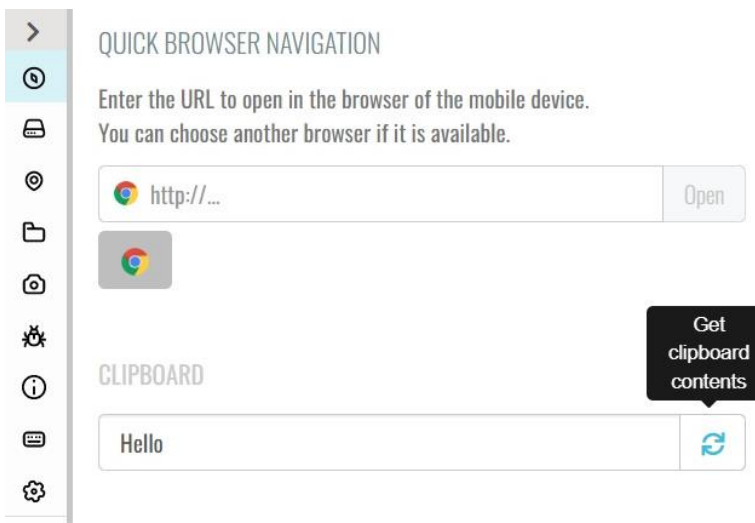 QUICK BROWSER NAVIGATION
Enter the URL to open in the browser of the mobile device.
You can choose another browser if it is available.
http://...
Open
Get
clipboard
contents
CLIPBOARD
Hello